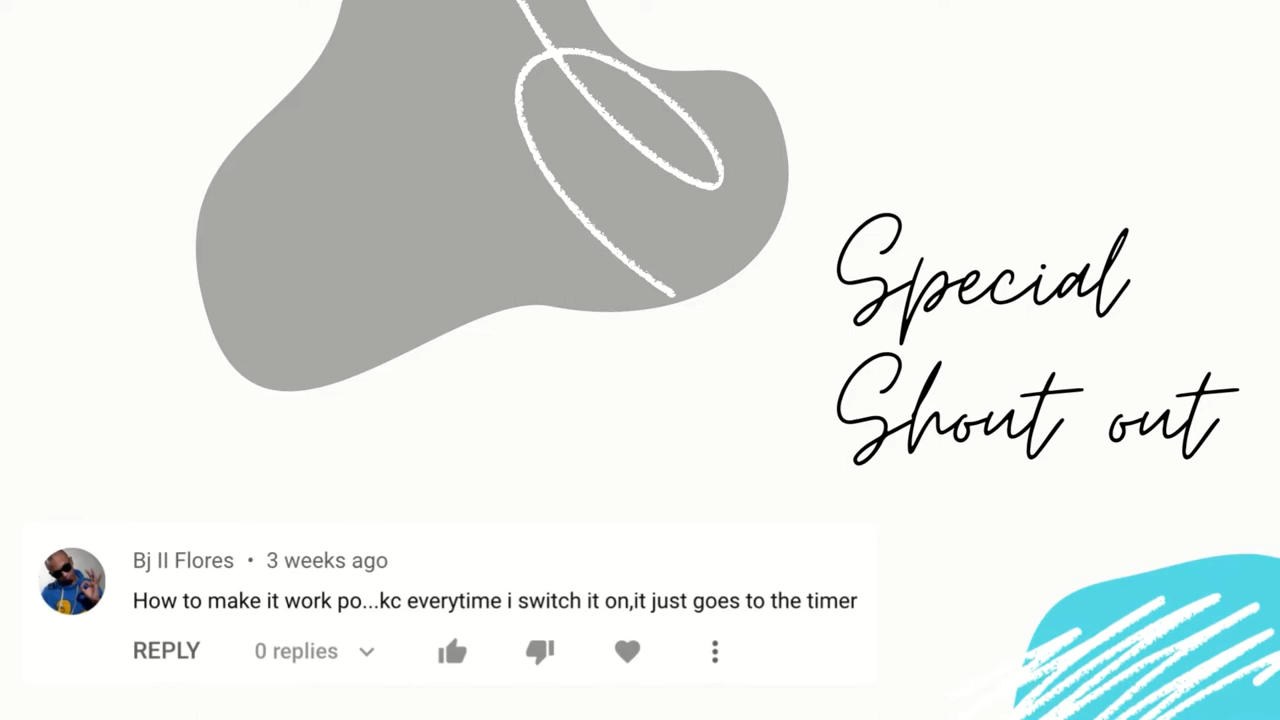 Special
Shout out
Bj II Flores • 3 weeks ago
How to make it work po...kc everytime i switch it on,it just goes to the timer
REPLY 0 replies